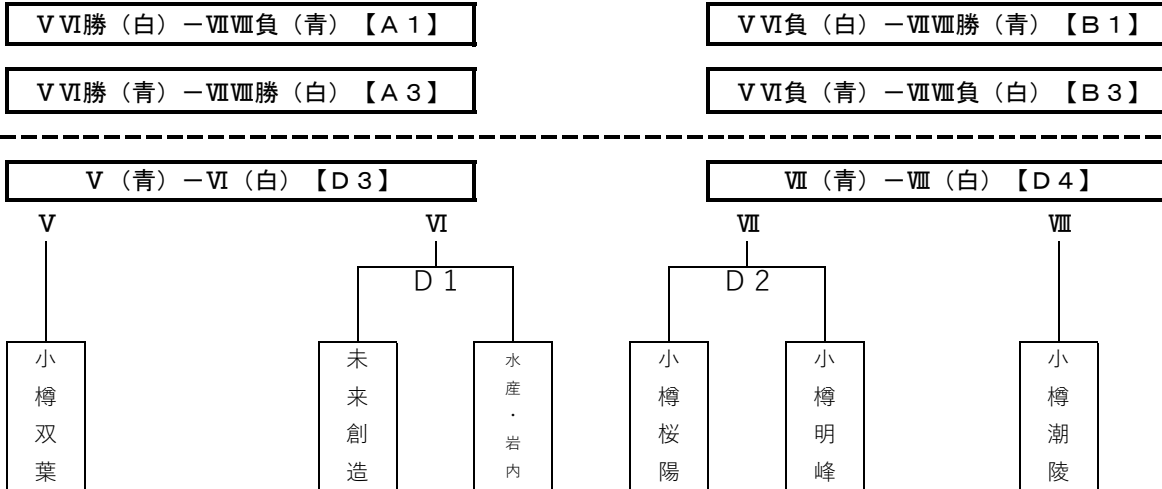 ⅤⅥ勝（白）－ⅦⅧ負（青）【A１】
ⅤⅥ負（白）－ⅦⅧ勝（青）【B１】
ⅤⅥ勝（青）－ⅦⅧ勝（白）【A３】
ⅤⅥ負（青）－ⅦⅧ負（白）【B３】
Ⅴ（青）－Ⅵ（白）【D３】
Ⅶ（青）－Ⅷ（白）【D４】
Ⅴ
Ⅵ
Ⅶ
Ⅷ
D１
D２
小樽双葉
未来創造
水産・岩内
小樽桜陽
小樽明峰
小樽潮陵